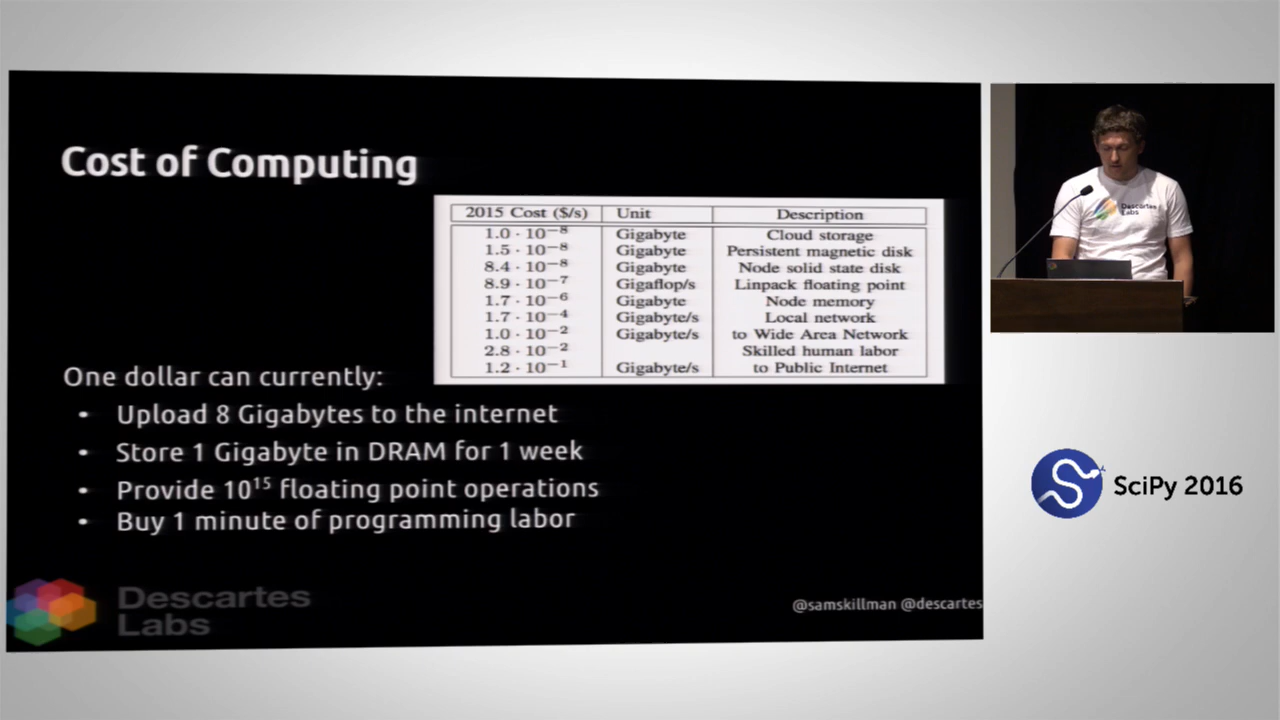 Cost of Computing
2015 Cost ($/s) Unit Description
1.0 · 10⁻⁸ Gigabyte Cloud storage
1.5 · 10⁻⁸ Gigabyte Persistent magnetic disk
8.4 · 10⁻⁸ Gigabyte Node solid state disk
8.9 · 10⁻⁷ Gigaflop/s Linpack floating point
1.7 · 10⁻⁶ Gigabyte Node memory
1.7 · 10⁻⁴ Gigabyte/s Local network
1.0 · 10⁻² Gigabyte/s to Wide Area Network
2.8 · 10⁻² Skilled human labor
1.2 · 10⁻¹ Gigabyte/s to Public Internet
One dollar can currently:
• Upload 8 Gigabytes to the internet
• Store 1 Gigabyte in DRAM for 1 week
• Provide 10¹⁵ floating point operations
• Buy 1 minute of programming labor
Descartes
Labs
@samskillman @descartes
Descartes
Labs
SciPy 2016